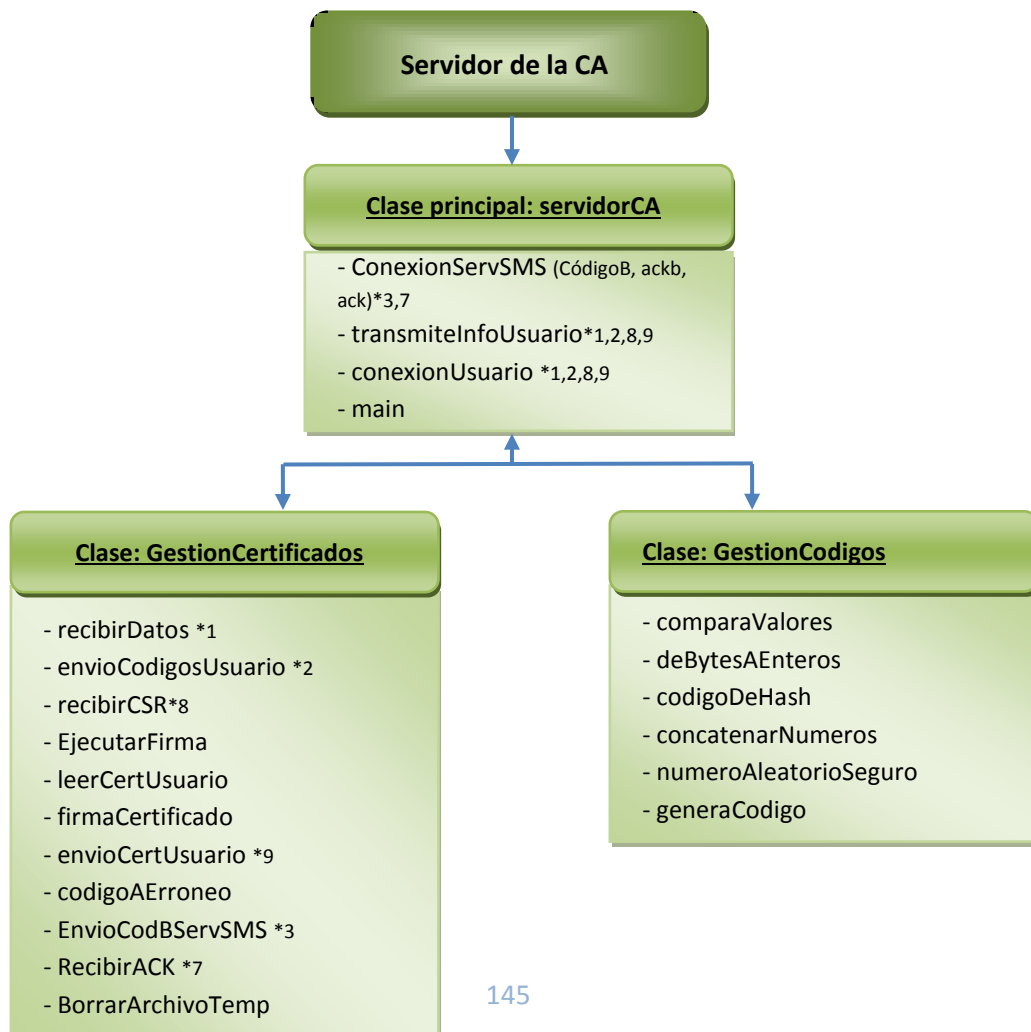 Servidor de la CA
Clase principal: servidorCA
- ConexionServSMS (CódigoB, ackb,
ack)*3,7
- transmiteInfoUsuario*1,2,8,9
- conexionUsuario *1,2,8,9
- main
Clase: GestionCertificados
- recibirDatos *1
- envioCodigosUsuario *2
- recibirCSR*8
- EjecutarFirma
- leerCertUsuario
- firmaCertificado
- envioCertUsuario *9
- codigoAErroneo
- EnvioCodBServSMS *3
- RecibirACK *7
- BorrarArchivoTemp
Clase: GestionCodigos
- comparaValores
- deBytesAEnteros
- codigoDeHash
- concatenarNumeros
- numeroAleatorioSeguro
- generaCodigo
145